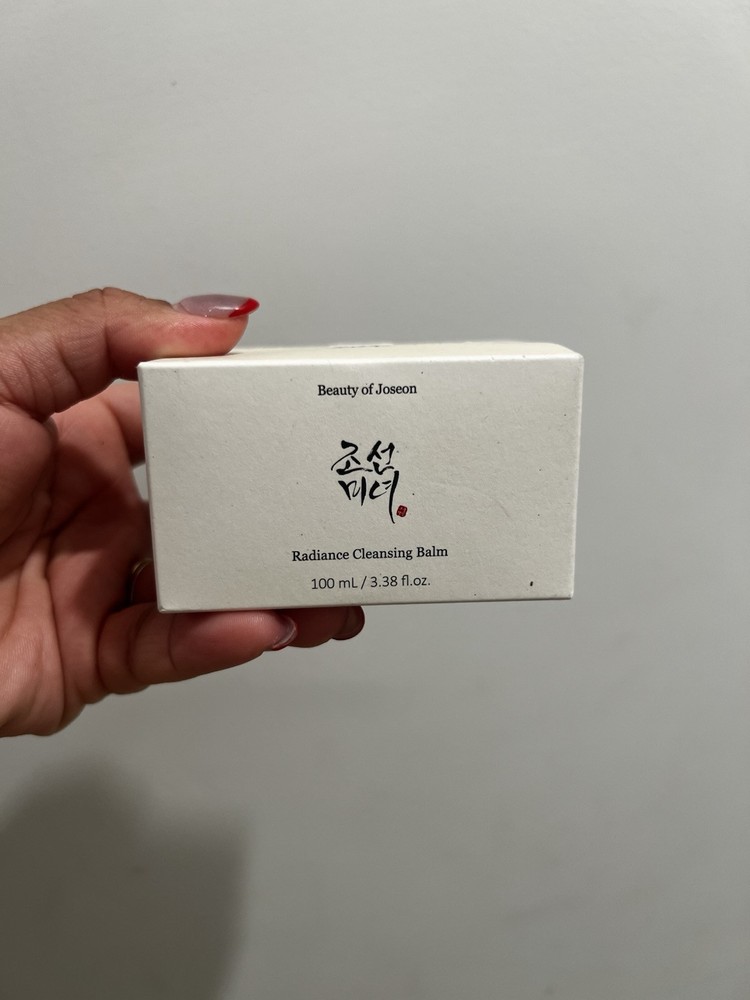 Beauty of Joseon
조선
미녀
Radiance Cleansing Balm
100 mL / 3.38 fl.oz.